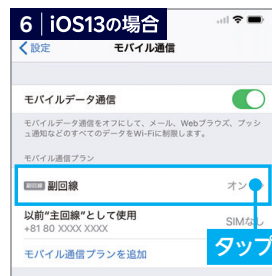 6 iOS13の場合
設定 モバイル通信
モバイルデータ通信
モバイルデータ通信をオフにして、メール、Webブラウズ、プッシ
ュ通知などのすべてのデータをWi-Fiに制限します。
モバイル通信プラン
副回線 副回線 オン
以前"主回線"として使用 SIMなし
+81 80 XXXX XXXX
タップ
モバイル通信プランを追加